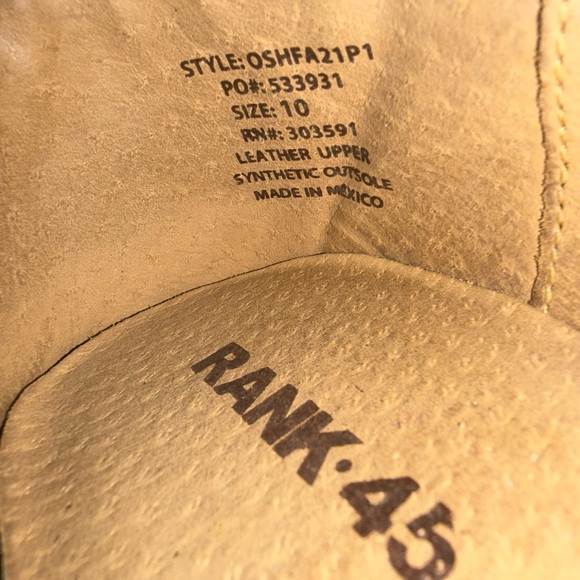 STYLE: OSHFA21P1
PO#: 533931
SIZE: 10
RN#: 303591
LEATHER UPPER
SYNTHETIC OUTSOLE
MADE IN MÉXICO
RANK·45